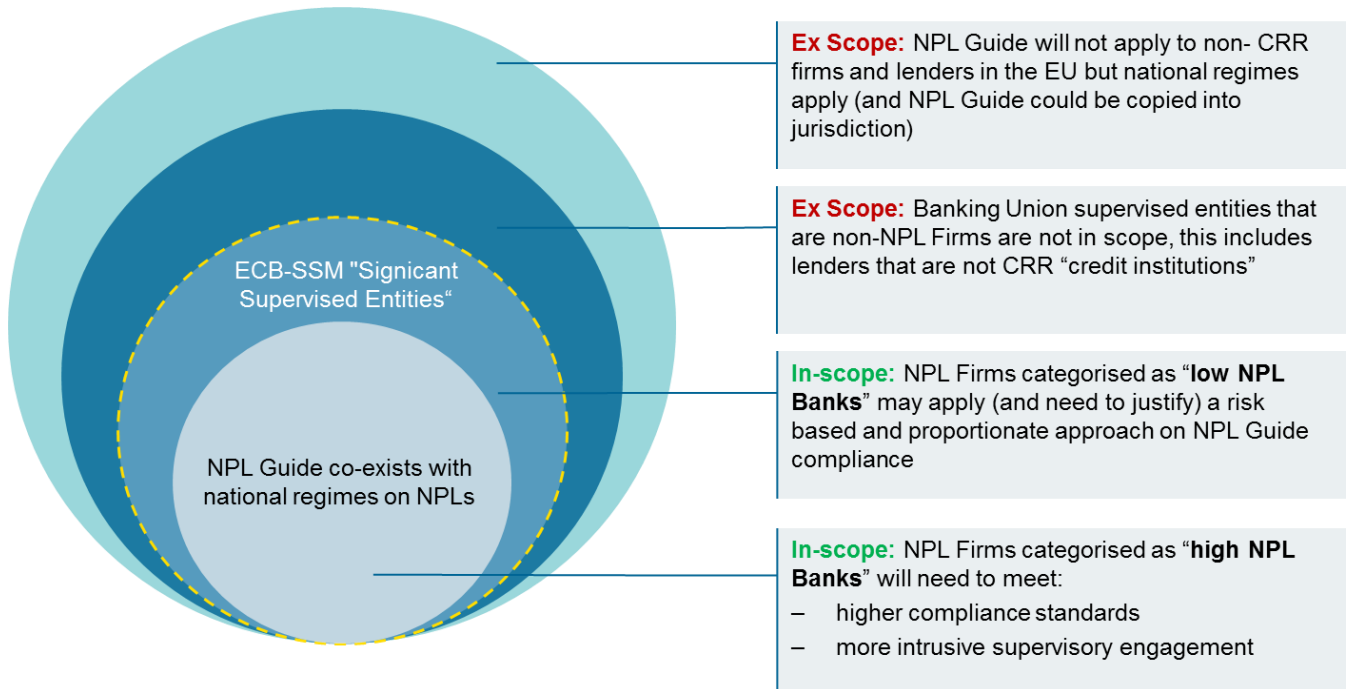 ECB-SSM "Signicant
Supervised Entities“
NPL Guide co-exists with
national regimes on NPLs
Ex Scope: NPL Guide will not apply to non- CRR
firms and lenders in the EU but national regimes
apply (and NPL Guide could be copied into
jurisdiction)
Ex Scope: Banking Union supervised entities that
are non-NPL Firms are not in scope, this includes
lenders that are not CRR “credit institutions”
In-scope: NPL Firms categorised as “low NPL
Banks” may apply (and need to justify) a risk
based and proportionate approach on NPL Guide
compliance
In-scope: NPL Firms categorised as “high NPL
Banks” will need to meet:
– higher compliance standards
– more intrusive supervisory engagement